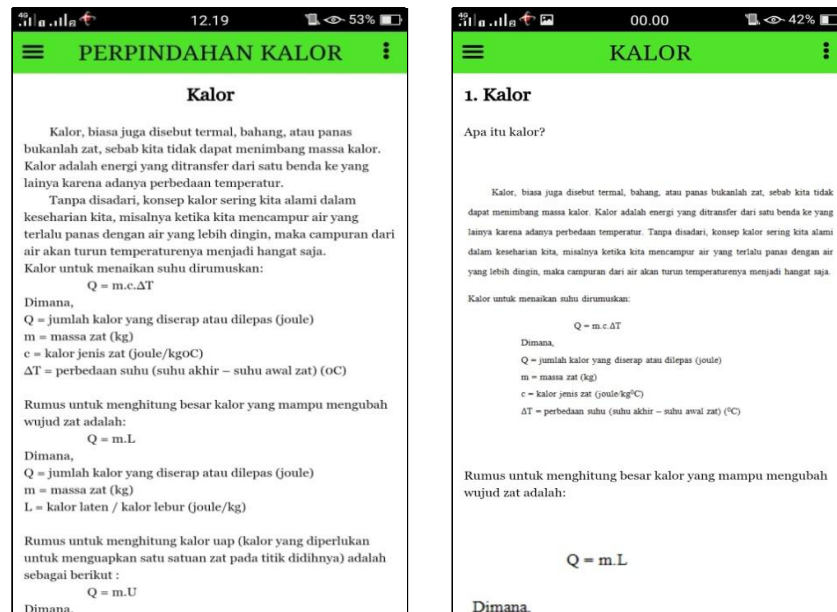 4G
12.19
53%
PERPINDAHAN KALOR
Kalor
Kalor, biasa juga disebut termal, bahang, atau panas
bukanlah zat, sebab kita tidak dapat menimbang massa kalor.
Kalor adalah energi yang ditransfer dari satu benda ke yang
lainya karena adanya perbedaan temperatur.
Tanpa disadari, konsep kalor sering kita alami dalam
keseharian kita, misalnya ketika kita mencampur air yang
terlalu panas dengan air yang lebih dingin, maka campuran dari
air akan turun temperaturenya menjadi hangat saja.
Kalor untuk menaikan suhu dirumuskan:
Q = m.c.ΔT
Dimana,
Q = jumlah kalor yang diserap atau dilepas (joule)
m = massa zat (kg)
c = kalor jenis zat (joule/kg0C)
ΔT = perbedaan suhu (suhu akhir – suhu awal zat) (0C)
Rumus untuk menghitung besar kalor yang mampu mengubah
wujud zat adalah:
Q = m.L
Dimana,
Q = jumlah kalor yang diserap atau dilepas (joule)
m = massa zat (kg)
L = kalor laten / kalor lebur (joule/kg)
Rumus untuk menghitung kalor uap (kalor yang diperlukan
untuk menguapkan satu satuan zat pada titik didihnya) adalah
sebagai berikut :
Q = m.U
Dimana,
4G
00.00
42%
KALOR
1. Kalor
Apa itu kalor?
Kalor, biasa juga disebut termal, bahang, atau panas bukanlah zat, sebab kita tidak
dapat menimbang massa kalor. Kalor adalah energi yang ditransfer dari satu benda ke yang
lainya karena adanya perbedaan temperatur. Tanpa disadari, konsep kalor sering kita alami
dalam keseharian kita, misalnya ketika kita mencampur air yang terlalu panas dengan air
yang lebih dingin, maka campuran dari air akan turun temperaturenya menjadi hangat saja.
Kalor untuk menaikan suhu dirumuskan:
Q = m.c.ΔT
Dimana,
Q = jumlah kalor yang diserap atau dilepas (joule)
m = massa zat (kg)
c = kalor jenis zat (joule/kg⁰C)
ΔT = perbedaan suhu (suhu akhir – suhu awal zat) (⁰C)
Rumus untuk menghitung besar kalor yang mampu mengubah
wujud zat adalah:
Q = m.L
Dimana,